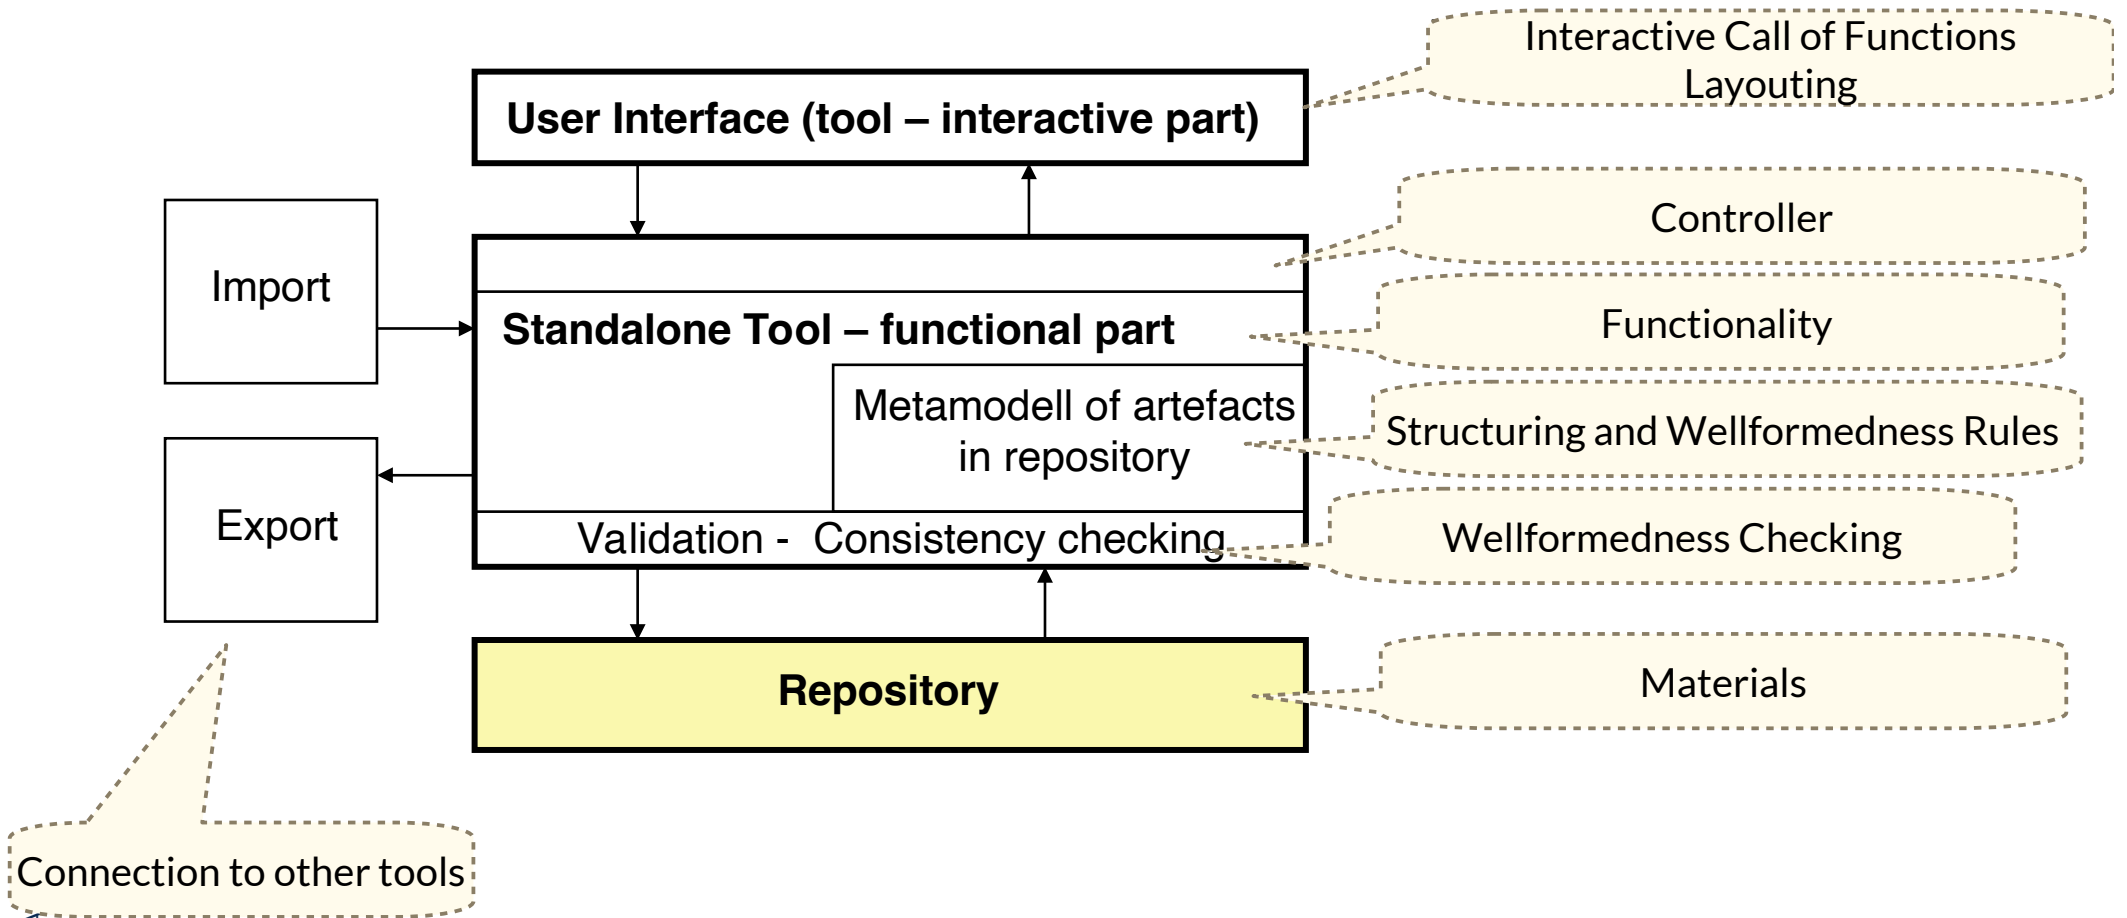 Interactive Call of Functions
Layouting
User Interface (tool – interactive part)
Controller
Import
Functionality
Standalone Tool – functional part
Metamodell of artefacts
in repository
Structuring and Wellformedness Rules
Export
Validation -  Consistency checking
Wellformedness Checking
Repository
Materials
Connection to other tools